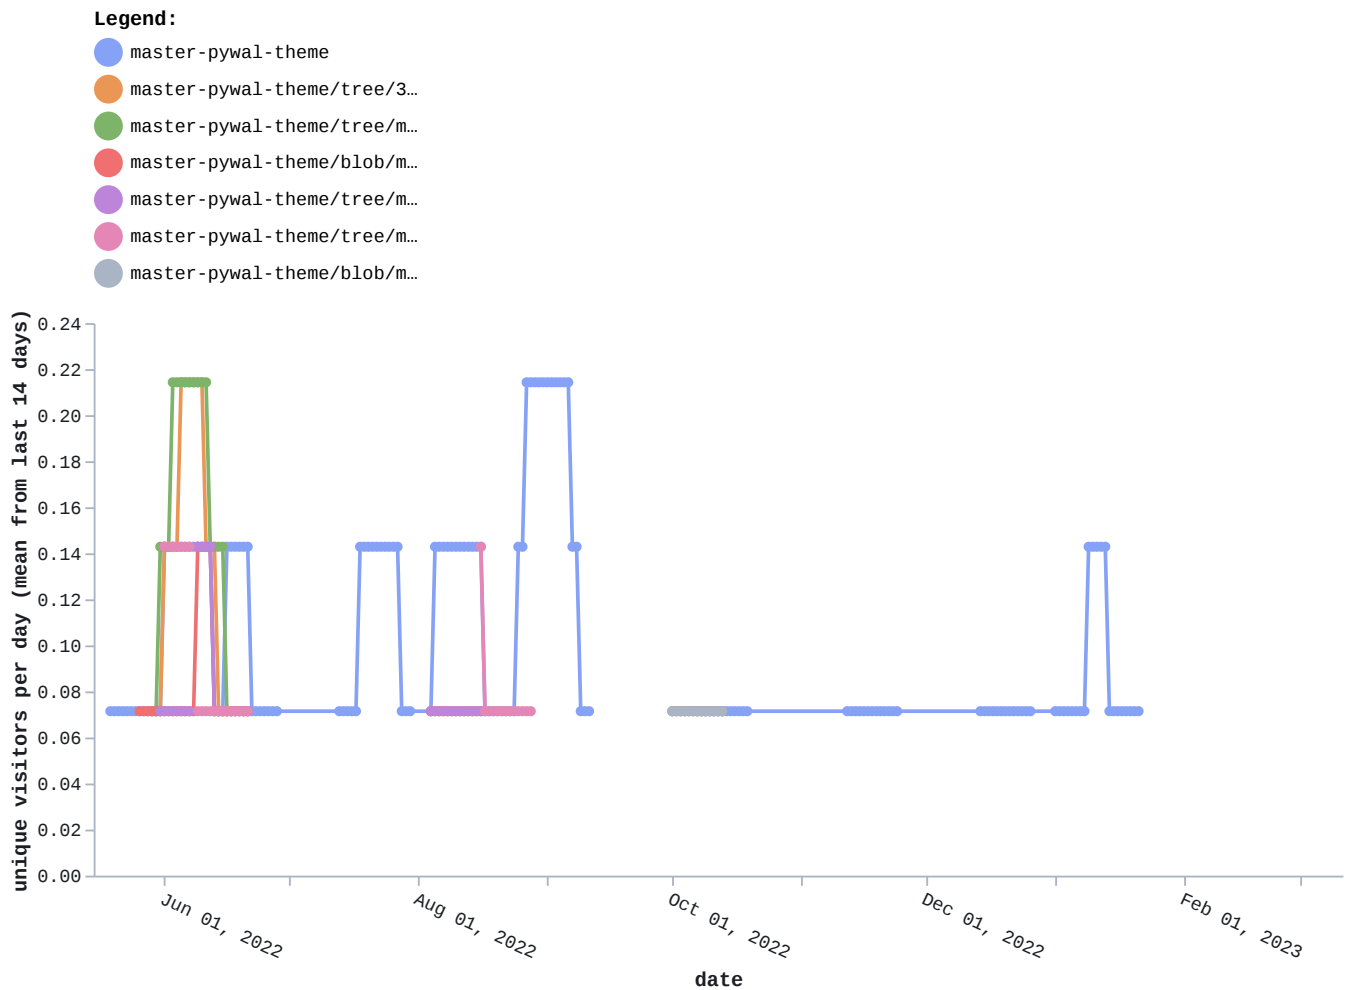 Legend:
master-pywal-theme
master-pywal-theme/tree/3…
master-pywal-theme/tree/m…
master-pywal-theme/blob/m…
master-pywal-theme/tree/m…
master-pywal-theme/tree/m…
master-pywal-theme/blob/m…
unique visitors per day (mean from last 14 days)
0.24
0.22
0.20
0.18
0.16
0.14
0.12
0.10
0.08
0.06
0.04
0.02
0.00
Jun 01, 2022
Aug 01, 2022
Oct 01, 2022
Dec 01, 2022
Feb 01, 2023
date